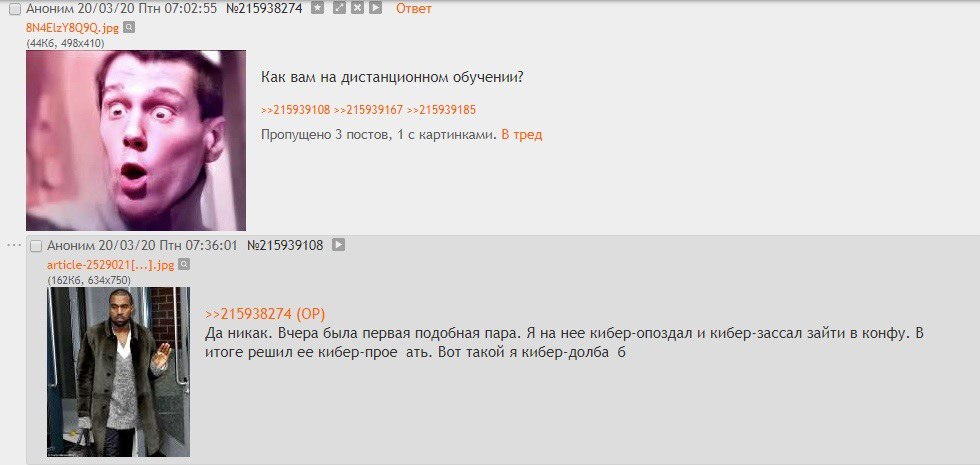 Аноним 20/03/20 Птн 07:02:55 №215938274 Ответ
8N4ElzY8Q9Q.jpg
(44Кб, 498x410)
Как вам на дистанционном обучении?
>>215939108 >>215939167 >>215939185
Пропущено 3 постов, 1 с картинками. В тред
Аноним 20/03/20 Птн 07:36:01 №215939108
article-2529021[...].jpg
(162Кб, 634x750)
>>215938274 (OP)
Да никак. Вчера была первая подобная пара. Я на нее кибер-опоздал и кибер-зассал зайти в конфу. В
итоге решил ее кибер-прое ать. Вот такой я кибер-долба б